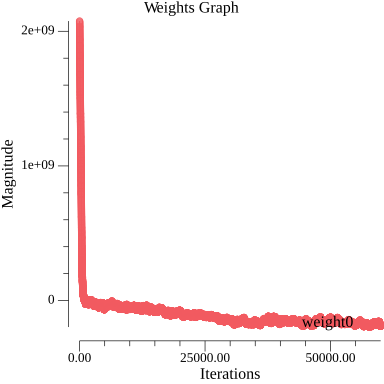 Weights Graph
2e+09
1e+09
0
Magnitude
weight0
0.00 25000.00 50000.00
Iterations